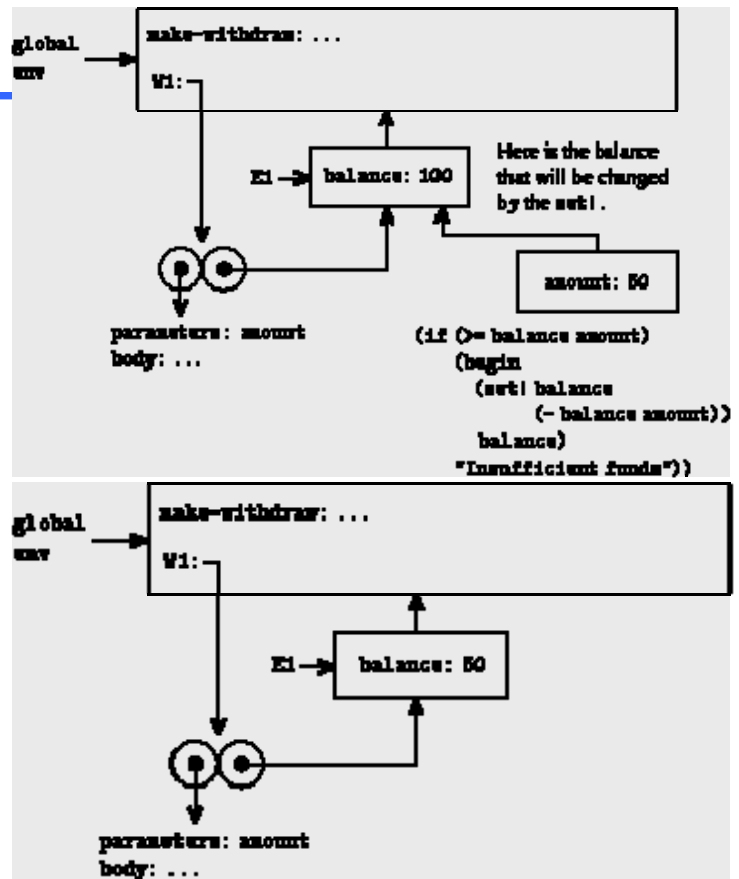 make-withdraw: ...
global
env
W1:
Here is the balance
that will be changed
by the set!.
E1
balance: 100
amount: 50
parameters: amount
body: ...
(if (>= balance amount)
(begin
(set! balance
(- balance amount))
balance)
"Insufficient funds"))
make-withdraw: ...
global
env
W1:
E1
balance: 50
parameters: amount
body: ...